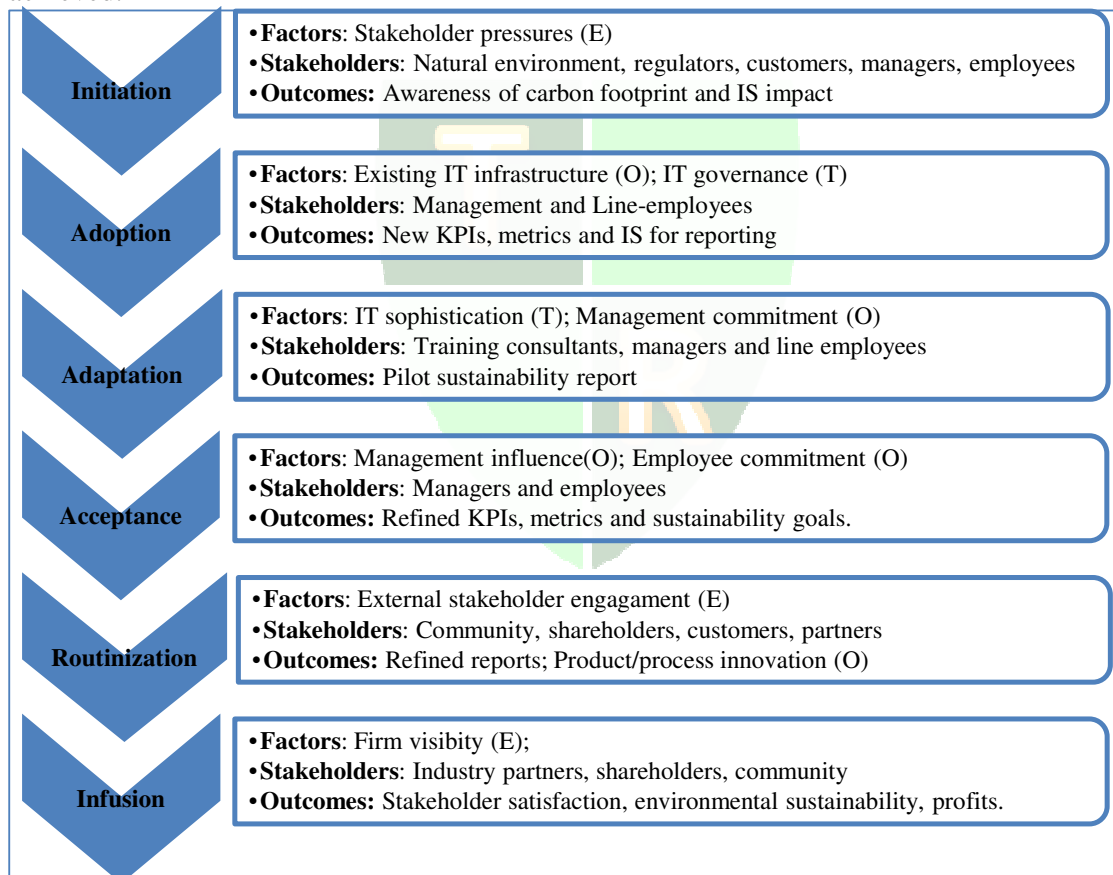 Initiation
•Factors: Stakeholder pressures (E)
•Stakeholders: Natural environment, regulators, customers, managers, employees
•Outcomes: Awareness of carbon footprint and IS impact
Adoption
•Factors: Existing IT infrastructure (O); IT governance (T)
•Stakeholders: Management and Line-employees
•Outcomes: New KPIs, metrics and IS for reporting
Adaptation
•Factors: IT sophistication (T); Management commitment (O)
•Stakeholders: Training consultants, managers and line employees
•Outcomes: Pilot sustainability report
Acceptance
•Factors: Management influence(O); Employee commitment (O)
•Stakeholders: Managers and employees
•Outcomes: Refined KPIs, metrics and sustainability goals.
Routinization
•Factors: External stakeholder engagament (E)
•Stakeholders: Community, shareholders, customers, partners
•Outcomes: Refined reports; Product/process innovation (O)
Infusion
•Factors: Firm visibity (E);
•Stakeholders: Industry partners, shareholders, community
•Outcomes: Stakeholder satisfaction, environmental sustainability, profits.